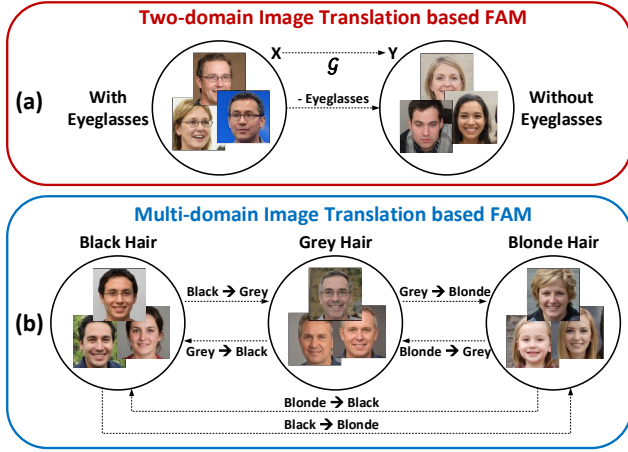 Two-domain Image Translation based FAM
(a)
With
Eyeglasses
X
Y
𝒢
- Eyeglasses
Without
Eyeglasses
Multi-domain Image Translation based FAM
(b)
Black Hair
Grey Hair
Blonde Hair
Black → Grey
Grey → Black
Grey → Blonde
Blonde → Grey
Blonde → Black
Black → Blonde